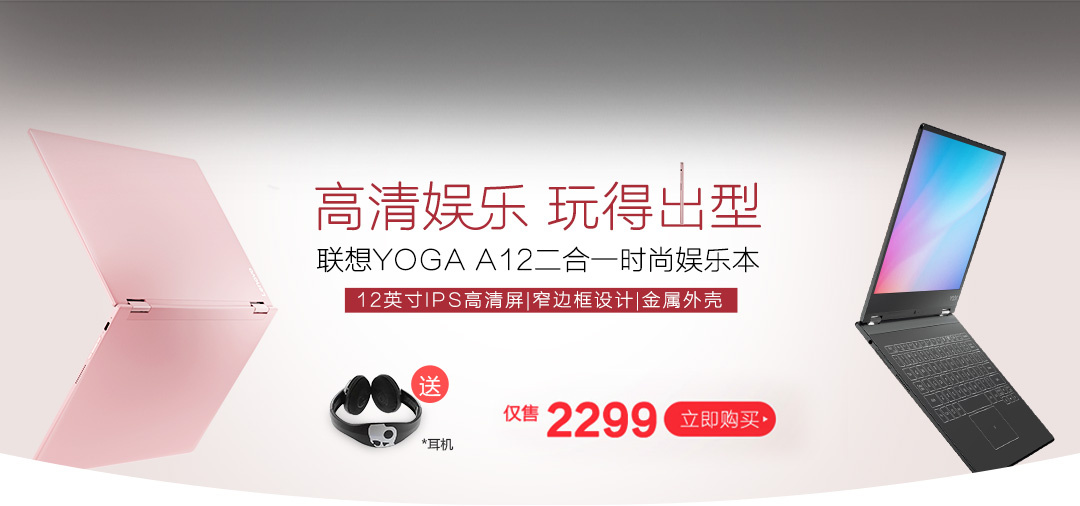 高清娱乐 玩得出型
联想YOGA A12二合一时尚娱乐本
12英寸IPS高清屏|窄边框设计|金属外壳
送
*耳机
仅售 2299 立即购买